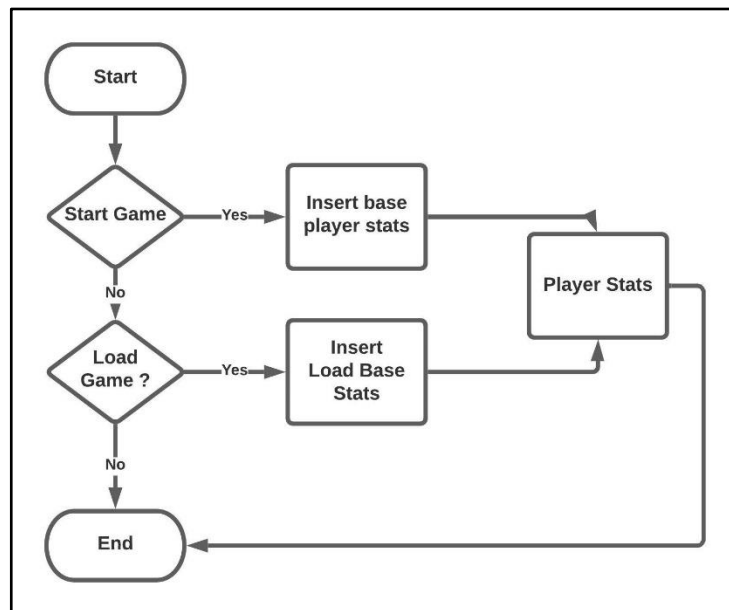 Start
Start Game
Yes
Insert base
player stats
Player Stats
No
Load
Game ?
Yes
Insert
Load Base
Stats
No
End